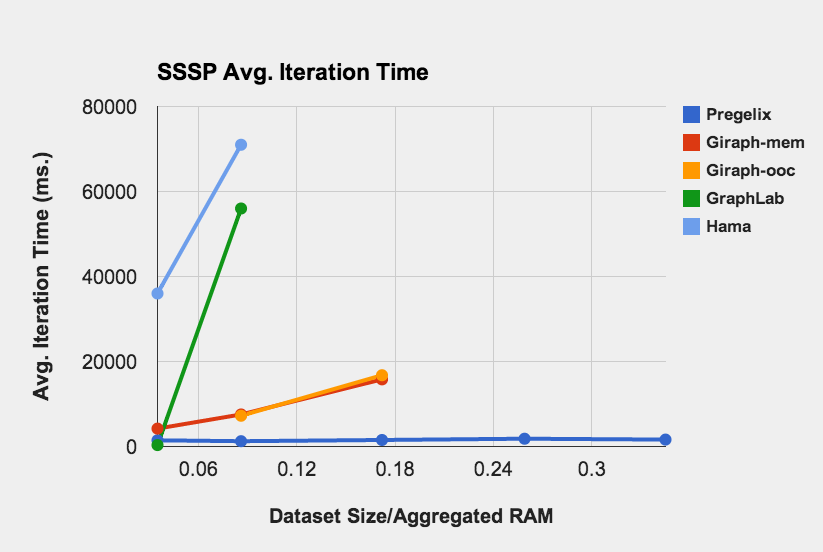 SSSP Avg. Iteration Time
80000
60000
40000
20000
0
Avg. Iteration Time (ms.)
0.06 0.12 0.18 0.24 0.3
Dataset Size/Aggregated RAM
Pregelix
Giraph-mem
Giraph-ooc
GraphLab
Hama